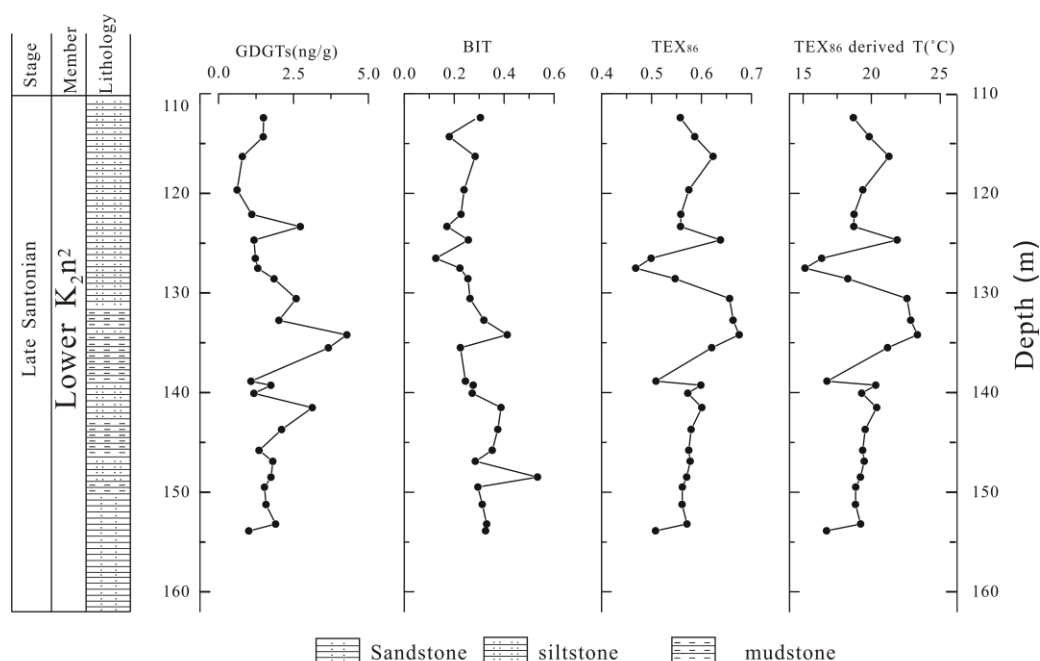 Stage
Member
Lithology
GDGTs(ng/g)
BIT
TEX₈₆
TEX₈₆ derived T(˚C)
0.0 2.5 5.0
0.0 0.2 0.4 0.6
0.4 0.5 0.6 0.7
15 20 25
Late Santonian
Lower K₂n²
110
120
130
140
150
160
110
120
130
140
150
160
Depth (m)
Sandstone
siltstone
mudstone